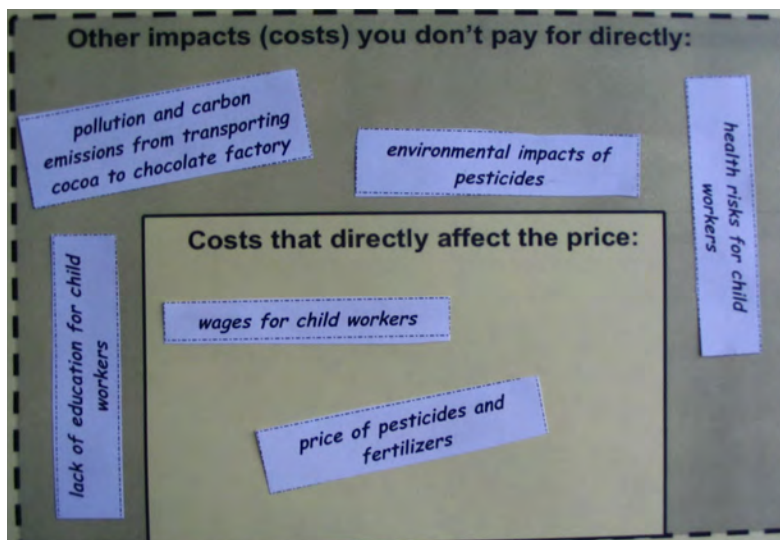 Other impacts (costs) you don't pay for directly:
pollution and carbon
emissions from transporting
cocoa to chocolate factory
environmental impacts of
pesticides
health risks for child
workers
lack of education for child
workers
Costs that directly affect the price:
wages for child workers
price of pesticides and
fertilizers